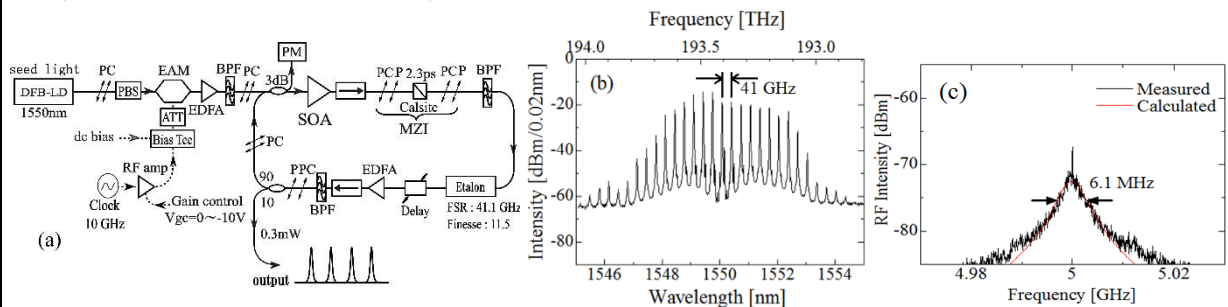 seed light
DFB-LD
1550nm
PC
PBS
EAM
EDFA
BPF
PC
3dB
PM
SOA
PCP
2.3ps
PCP
Calsitc
MZI
BPF
ATT
Bias Tee
dc bias
RF amp
Clock
10 GHz
Gain control
Vgc=0~-10V
PC
90
10
PPC
BPF
EDFA
Delay
Etalon
FSR : 41.1 GHz
Finesse : 11.5
0.3mW
output
(a)
Frequency [THz]
194.0 193.5 193.0
(b)
41 GHz
Intensity [dBm/0.02nm]
0
-20
-40
-60
-80
1546 1548 1550 1552 1554
Wavelength [nm]
(c)
Measured
Calculated
6.1 MHz
RF Intensity [dBm]
-60
-70
-80
4.98 5 5.02
Frequency [GHz]